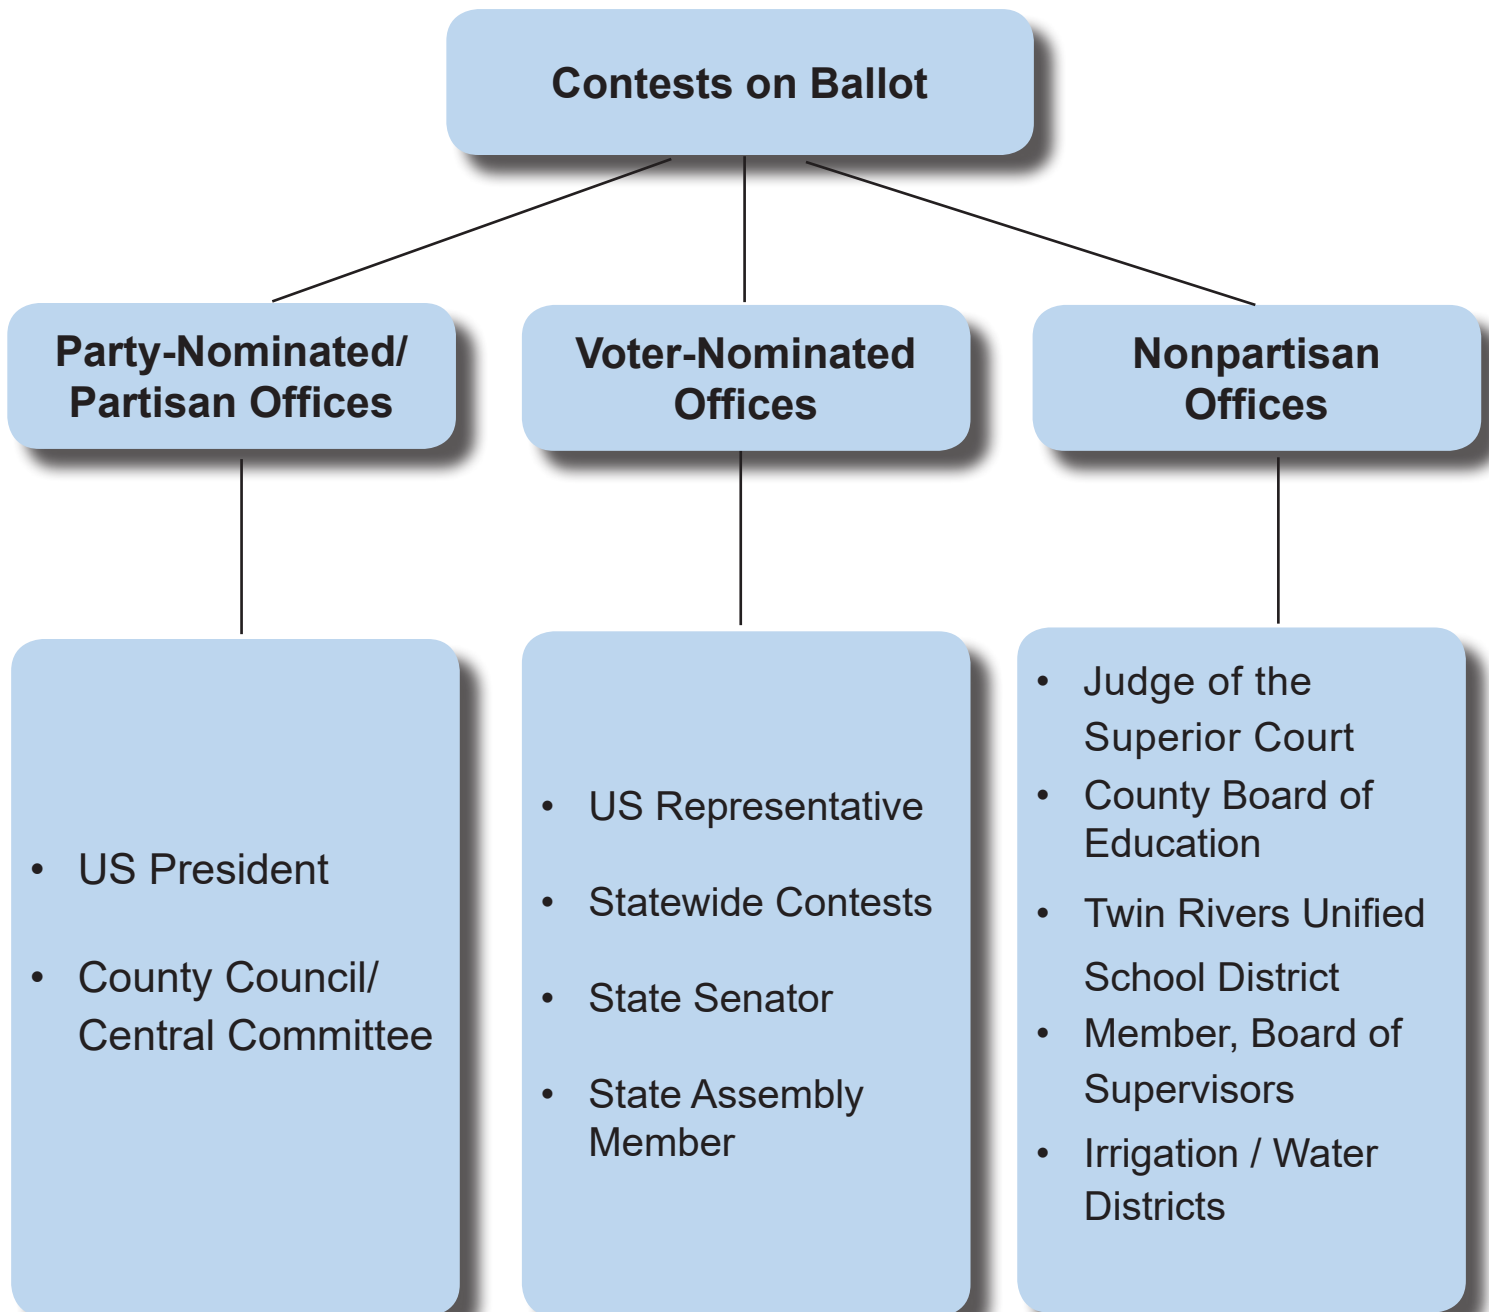 Contests on Ballot
Party-Nominated/
Partisan Offices
Voter-Nominated
Offices
Nonpartisan
Offices
• US President
• County Council/
Central Committee
• US Representative
• Statewide Contests
• State Senator
• State Assembly
Member
• Judge of the
Superior Court
• County Board of
Education
• Twin Rivers Unified
School District
• Member, Board of
Supervisors
• Irrigation / Water
Districts